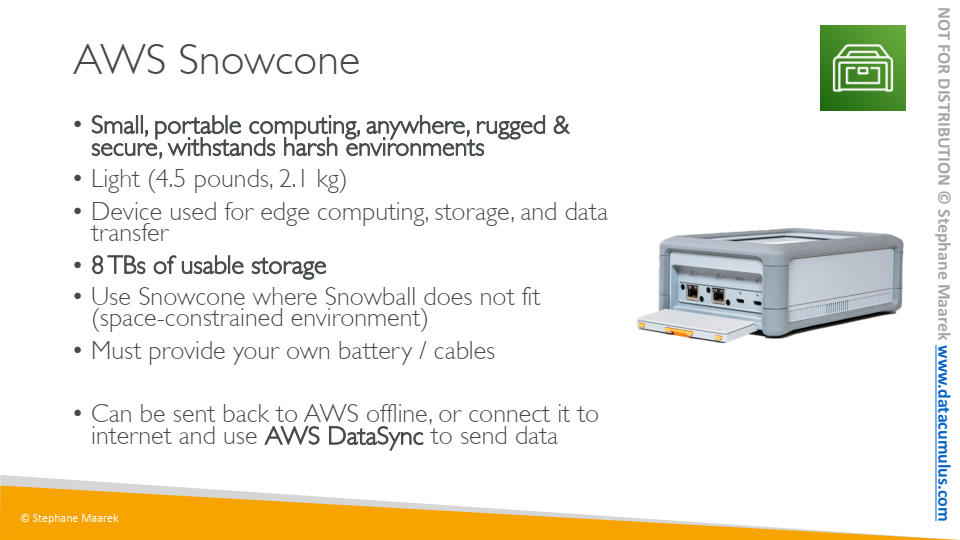 AWS Snowcone
• Small, portable computing, anywhere, rugged &
secure, withstands harsh environments
• Light (4.5 pounds, 2.1 kg)
• Device used for edge computing, storage, and data
transfer
• 8 TBs of usable storage
• Use Snowcone where Snowball does not fit
(space-constrained environment)
• Must provide your own battery / cables
• Can be sent back to AWS offline, or connect it to
internet and use AWS DataSync to send data
© Stephane Maarek
NOT FOR DISTRIBUTION © Stephane Maarek www.datacumulus.com